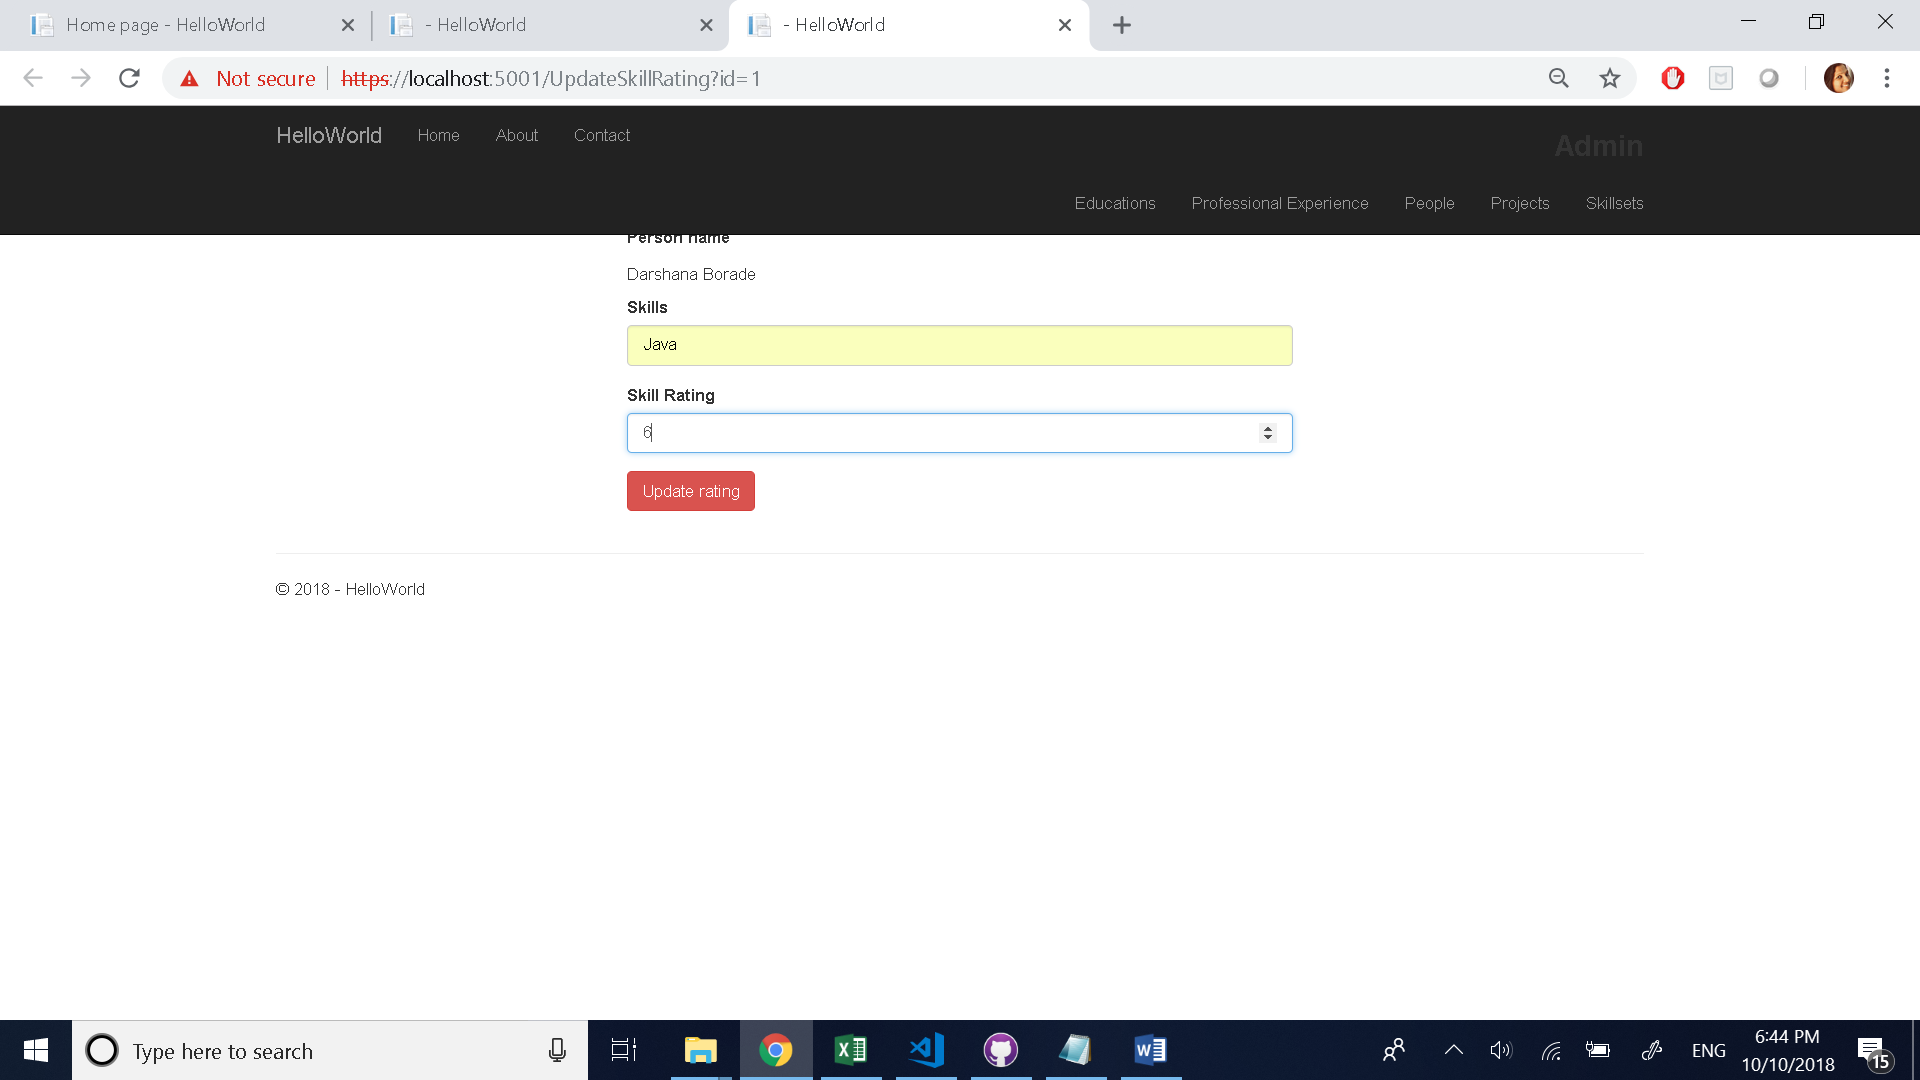 Home page - HelloWorld
- HelloWorld
- HelloWorld
Not secure
https://localhost:5001/UpdateSkillRating?id=1
HelloWorld
Home
About
Contact
Admin
Educations
Professional Experience
People
Projects
Skillsets
Person name
Darshana Borade
Skills
Java
Skill Rating
6
Update rating
© 2018 - HelloWorld
Type here to search
ENG
6:44 PM
10/10/2018
15